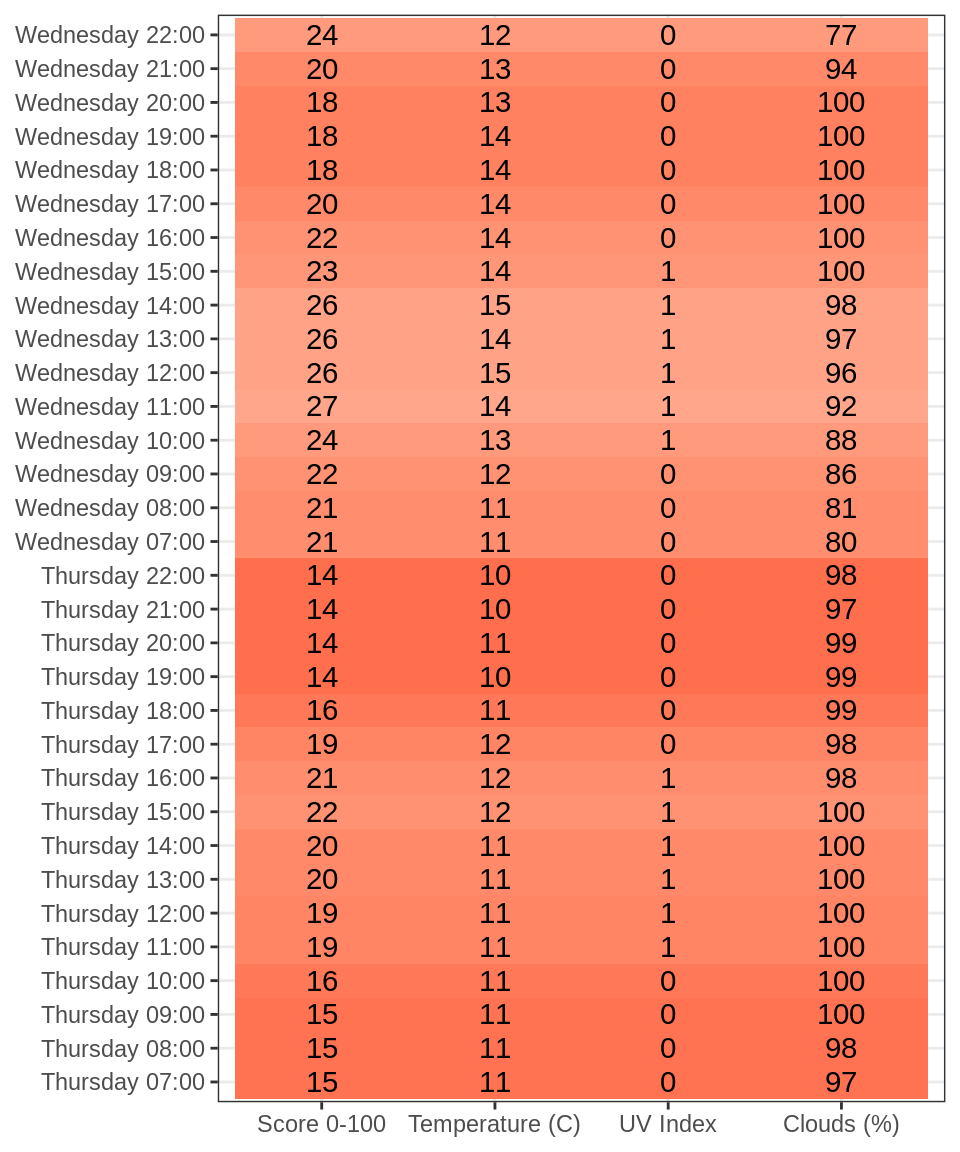 Wednesday 22:00 24 12 0 77
Wednesday 21:00 20 13 0 94
Wednesday 20:00 18 13 0 100
Wednesday 19:00 18 14 0 100
Wednesday 18:00 18 14 0 100
Wednesday 17:00 20 14 0 100
Wednesday 16:00 22 14 0 100
Wednesday 15:00 23 14 1 100
Wednesday 14:00 26 15 1 98
Wednesday 13:00 26 14 1 97
Wednesday 12:00 26 15 1 96
Wednesday 11:00 27 14 1 92
Wednesday 10:00 24 13 1 88
Wednesday 09:00 22 12 0 86
Wednesday 08:00 21 11 0 81
Wednesday 07:00 21 11 0 80
Thursday 22:00 14 10 0 98
Thursday 21:00 14 10 0 97
Thursday 20:00 14 11 0 99
Thursday 19:00 14 10 0 99
Thursday 18:00 16 11 0 99
Thursday 17:00 19 12 0 98
Thursday 16:00 21 12 1 98
Thursday 15:00 22 12 1 100
Thursday 14:00 20 11 1 100
Thursday 13:00 20 11 1 100
Thursday 12:00 19 11 1 100
Thursday 11:00 19 11 1 100
Thursday 10:00 16 11 0 100
Thursday 09:00 15 11 0 100
Thursday 08:00 15 11 0 98
Thursday 07:00 15 11 0 97
Score 0-100 Temperature (C) UV Index Clouds (%)